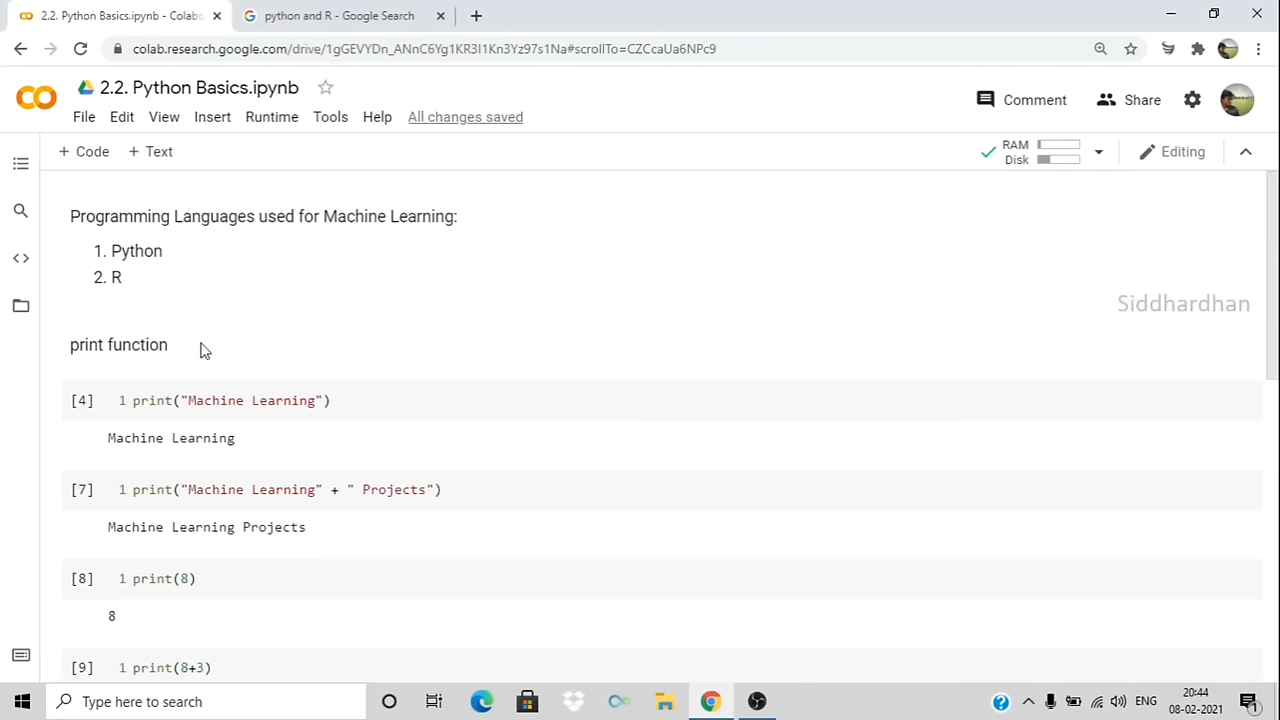 2.2. Python Basics.ipynb - Colabo
python and R - Google Search
colab.research.google.com/drive/1gGEVYDn_ANnC6Yg1KR3I1Kn3Yz97s1Na#scrollTo=CZCcaUa6NPc9
2.2. Python Basics.ipynb
Comment
Share
File Edit View Insert Runtime Tools Help All changes saved
+ Code + Text
RAM
Disk
Editing
Programming Languages used for Machine Learning:
1. Python
2. R
Siddhardhan
print function
[4] 1 print("Machine Learning")
Machine Learning
[7] 1 print("Machine Learning" + " Projects")
Machine Learning Projects
[8] 1 print(8)
8
[9] 1 print(8+3)
Type here to search
ENG
20:44
08-02-2021
1